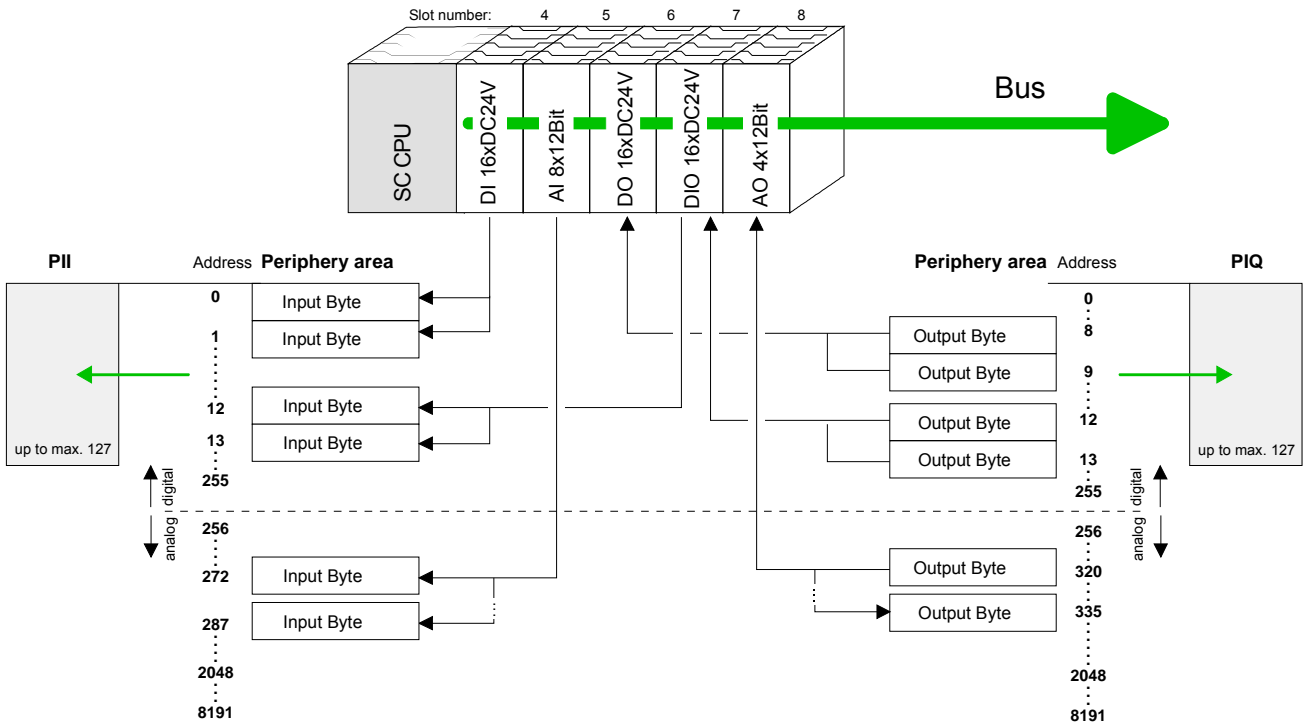 Slot number: 4 5 6 7 8
SC CPU
DI 16xDC24V
AI 8x12Bit
DO 16xDC24V
DIO 16xDC24V
AO 4x12Bit
Bus
PII
Address Periphery area
0 Input Byte
1 Input Byte
12 Input Byte
13 Input Byte
255
up to max. 127
digital
analog
256
272 Input Byte
287 Input Byte
2048
8191
Periphery area Address
PIQ
0
Output Byte 8
Output Byte 9
Output Byte 12
Output Byte 13
255
up to max. 127
digital
analog
256
Output Byte 320
Output Byte 335
2048
8191